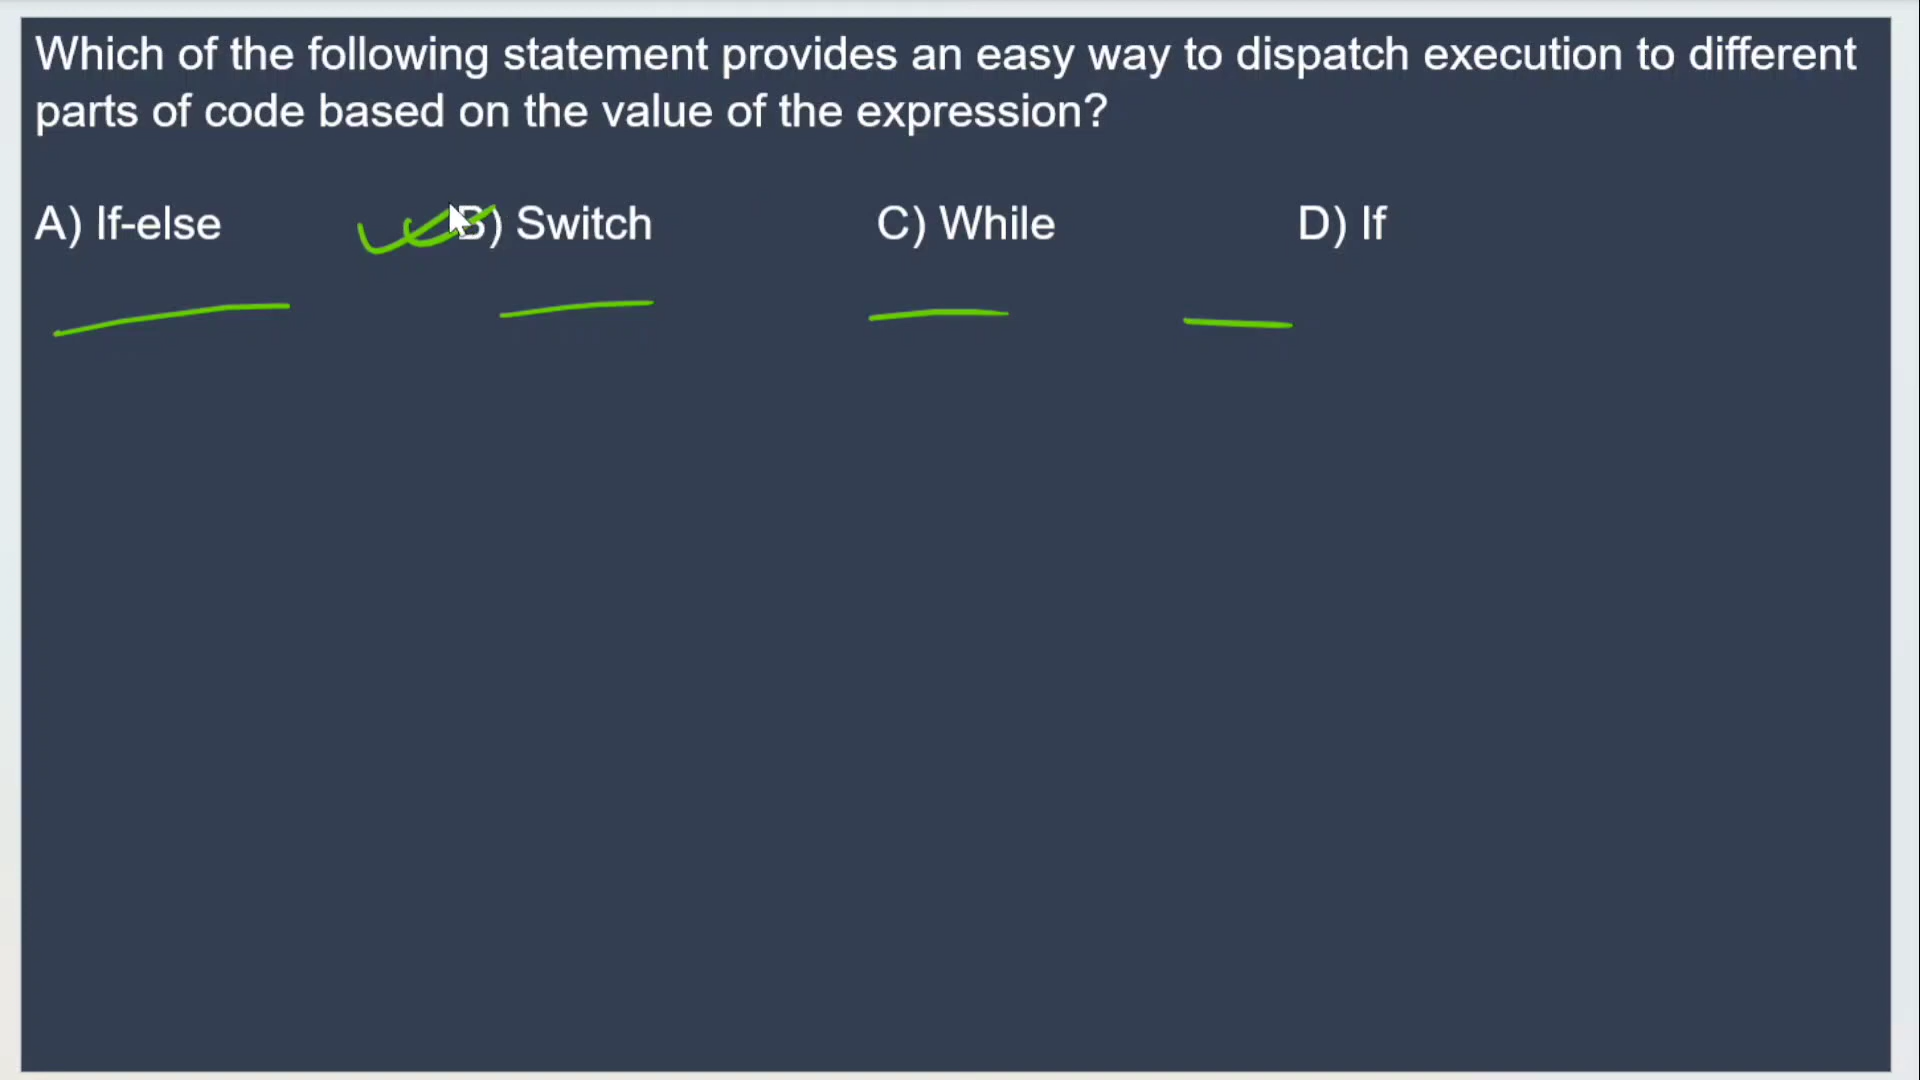 Which of the following statement provides an easy way to dispatch execution to different
parts of code based on the value of the expression?
A) If-else B) Switch C) While D) If